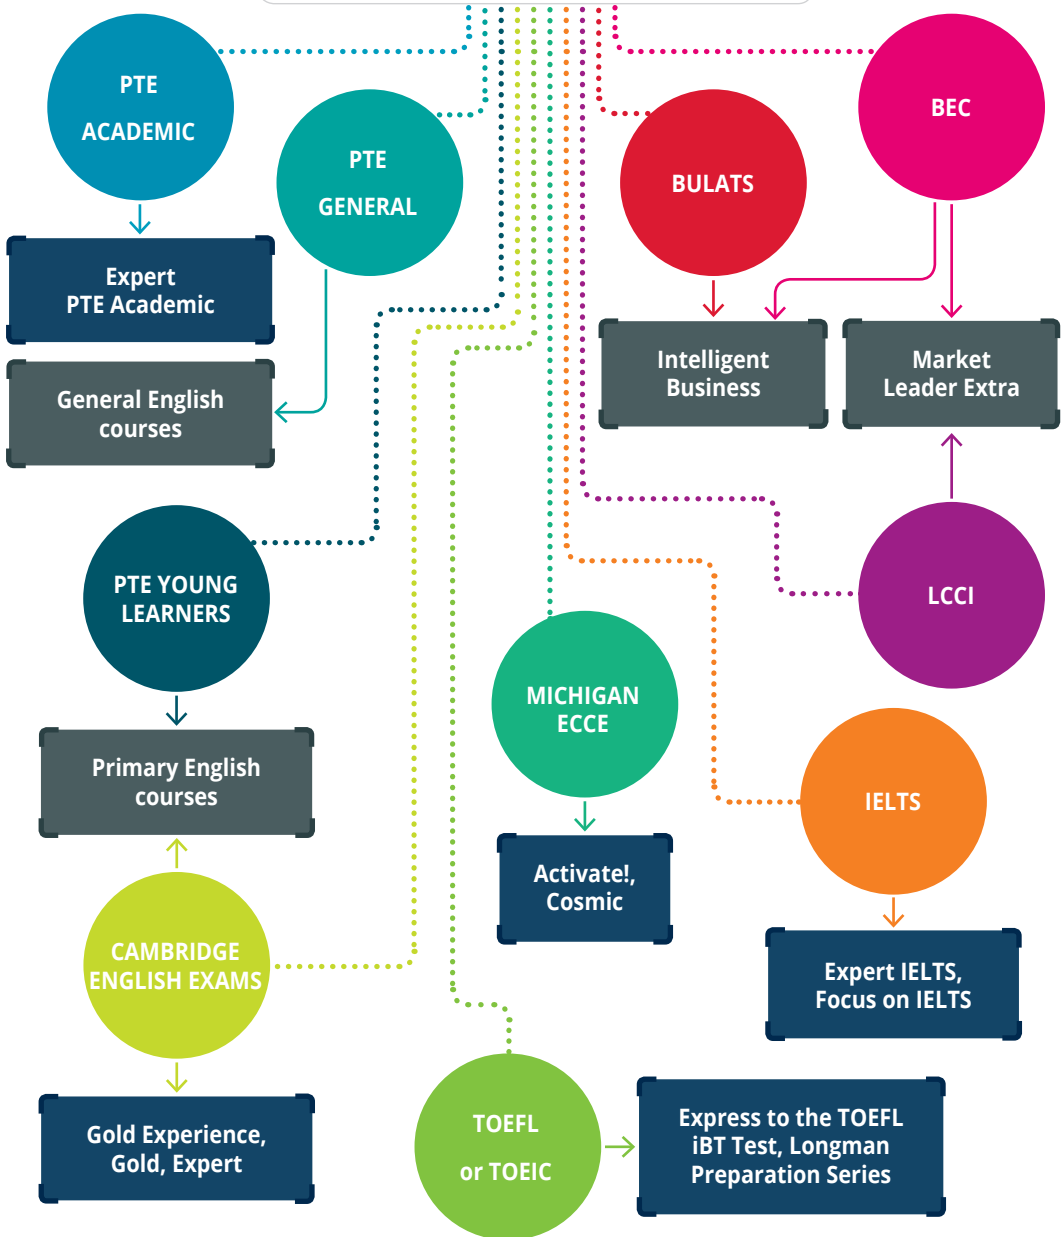 PTE
ACADEMIC
PTE
GENERAL
BULATS
BEC
Expert
PTE Academic
General English
courses
Intelligent
Business
Market
Leader Extra
PTE YOUNG
LEARNERS
LCCI
MICHIGAN
ECCE
Primary English
courses
IELTS
Activate!,
Cosmic
CAMBRIDGE
ENGLISH EXAMS
Expert IELTS,
Focus on IELTS
Gold Experience,
Gold, Expert
TOEFL
or TOEIC
Express to the TOEFL
iBT Test, Longman
Preparation Series